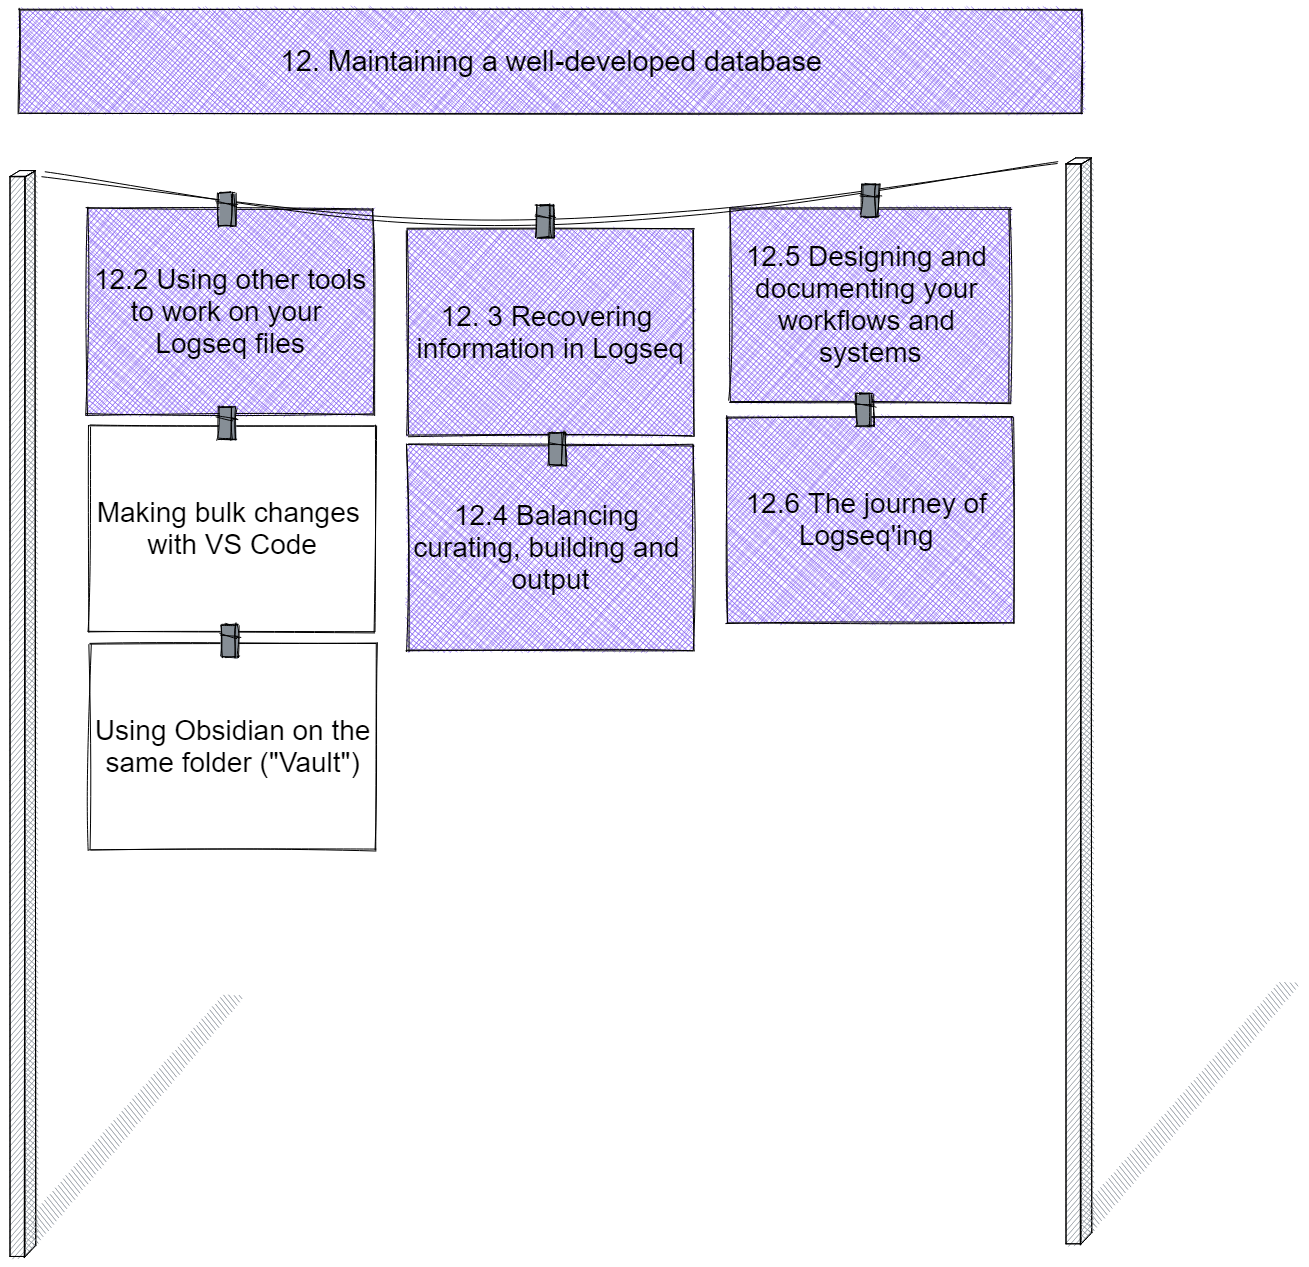 12. Maintaining a well-developed database
12.2 Using other tools
to work on your
Logseq files
Making bulk changes
with VS Code
Using Obsidian on the
same folder ("Vault")
12. 3 Recovering
information in Logseq
12.4 Balancing
curating, building and
output
12.5 Designing and
documenting your
workflows and
systems
12.6 The journey of
Logseq'ing